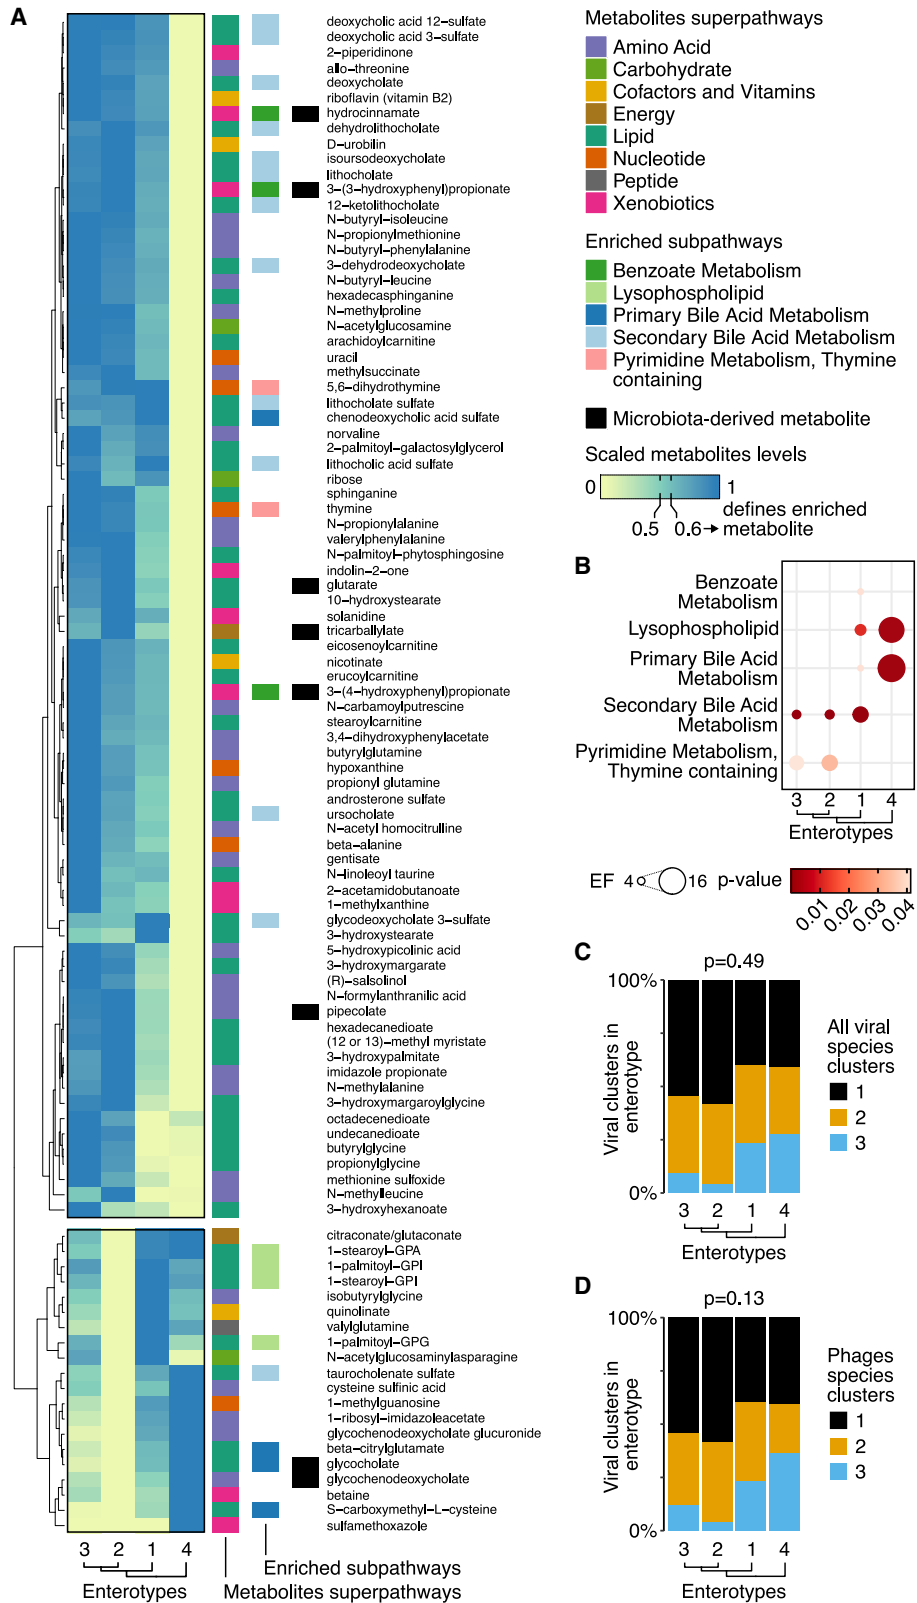 A
deoxycholic acid 12−sulfate
deoxycholic acid 3−sulfate
2−piperidinone
allo−threonine
deoxycholate
riboflavin (vitamin B2)
hydrocinnamate
dehydrolithocholate
D−urobilin
isoursodeoxycholate
lithocholate
3−(3−hydroxyphenyl)propionate
12−ketolithocholate
N−butyryl−isoleucine
N−propionylmethionine
N−butyryl−phenylalanine
3−dehydrodeoxycholate
N−butyryl−leucine
hexadecasphinganine
N−methylproline
N−acetylglucosamine
arachidoylcarnitine
uracil
methylsuccinate
5,6−dihydrothymine
lithocholate sulfate
chenodeoxycholic acid sulfate
norvaline
2−palmitoyl−galactosylglycerol
lithocholic acid sulfate
ribose
sphinganine
thymine
N−propionylalanine
valerylphenylalanine
N−palmitoyl−phytosphingosine
indolin−2−one
glutarate
10−hydroxystearate
solanidine
tricarballylate
eicosenoylcarnitine
nicotinate
erucoylcarnitine
3−(4−hydroxyphenyl)propionate
N−carbamoylputrescine
stearoylcarnitine
3,4−dihydroxyphenylacetate
butyrylglutamine
hypoxanthine
propionyl glutamine
androsterone sulfate
ursocholate
N−acetyl homocitrulline
beta−alanine
gentisate
N−linoleoyl taurine
2−acetamidobutanoate
1−methylxanthine
glycodeoxycholate 3−sulfate
3−hydroxystearate
5−hydroxypicolinic acid
3−hydroxymargarate
(R)−salsolinol
N−formylanthranilic acid
pipecolate
hexadecanedioate
(12 or 13)−methyl myristate
3−hydroxypalmitate
imidazole propionate
N−methylalanine
3−hydroxymargaroylglycine
octadecenedioate
undecanedioate
butyrylglycine
propionylglycine
methionine sulfoxide
N−methylleucine
3−hydroxyhexanoate
citraconate/glutaconate
1−stearoyl−GPA
1−palmitoyl−GPI
1−stearoyl−GPI
isobutyrylglycine
quinolinate
valylglutamine
1−palmitoyl−GPG
N−acetylglucosaminylasparagine
taurocholenate sulfate
cysteine sulfinic acid
1−methylguanosine
1−ribosyl−imidazoleacetate
glycochenodeoxycholate glucuronide
beta−citrylglutamate
glycocholate
glycochenodeoxycholate
betaine
S−carboxymethyl−L−cysteine
sulfamethoxazole
3 2 1 4
Enterotypes
Enriched subpathways
Metabolites superpathways
Metabolites superpathways
Amino Acid
Carbohydrate
Cofactors and Vitamins
Energy
Lipid
Nucleotide
Peptide
Xenobiotics
Enriched subpathways
Benzoate Metabolism
Lysophospholipid
Primary Bile Acid Metabolism
Secondary Bile Acid Metabolism
Pyrimidine Metabolism, Thymine
containing
Microbiota-derived metabolite
Scaled metabolites levels
0 1
defines enriched
0.5 0.6 metabolite
B
Benzoate
Metabolism
Lysophospholipid
Primary Bile Acid
Metabolism
Secondary Bile Acid
Metabolism
Pyrimidine Metabolism,
Thymine containing
3 2 1 4
Enterotypes
EF 4 16 p-value
0.01 0.02 0.03 0.04
C
p=0.49
100%
0%
Viral clusters in
enterotype
3 2 1 4
Enterotypes
All viral
species
clusters
1
2
3
D
p=0.13
100%
0%
Viral clusters in
enterotype
3 2 1 4
Enterotypes
Phages
species
clusters
1
2
3